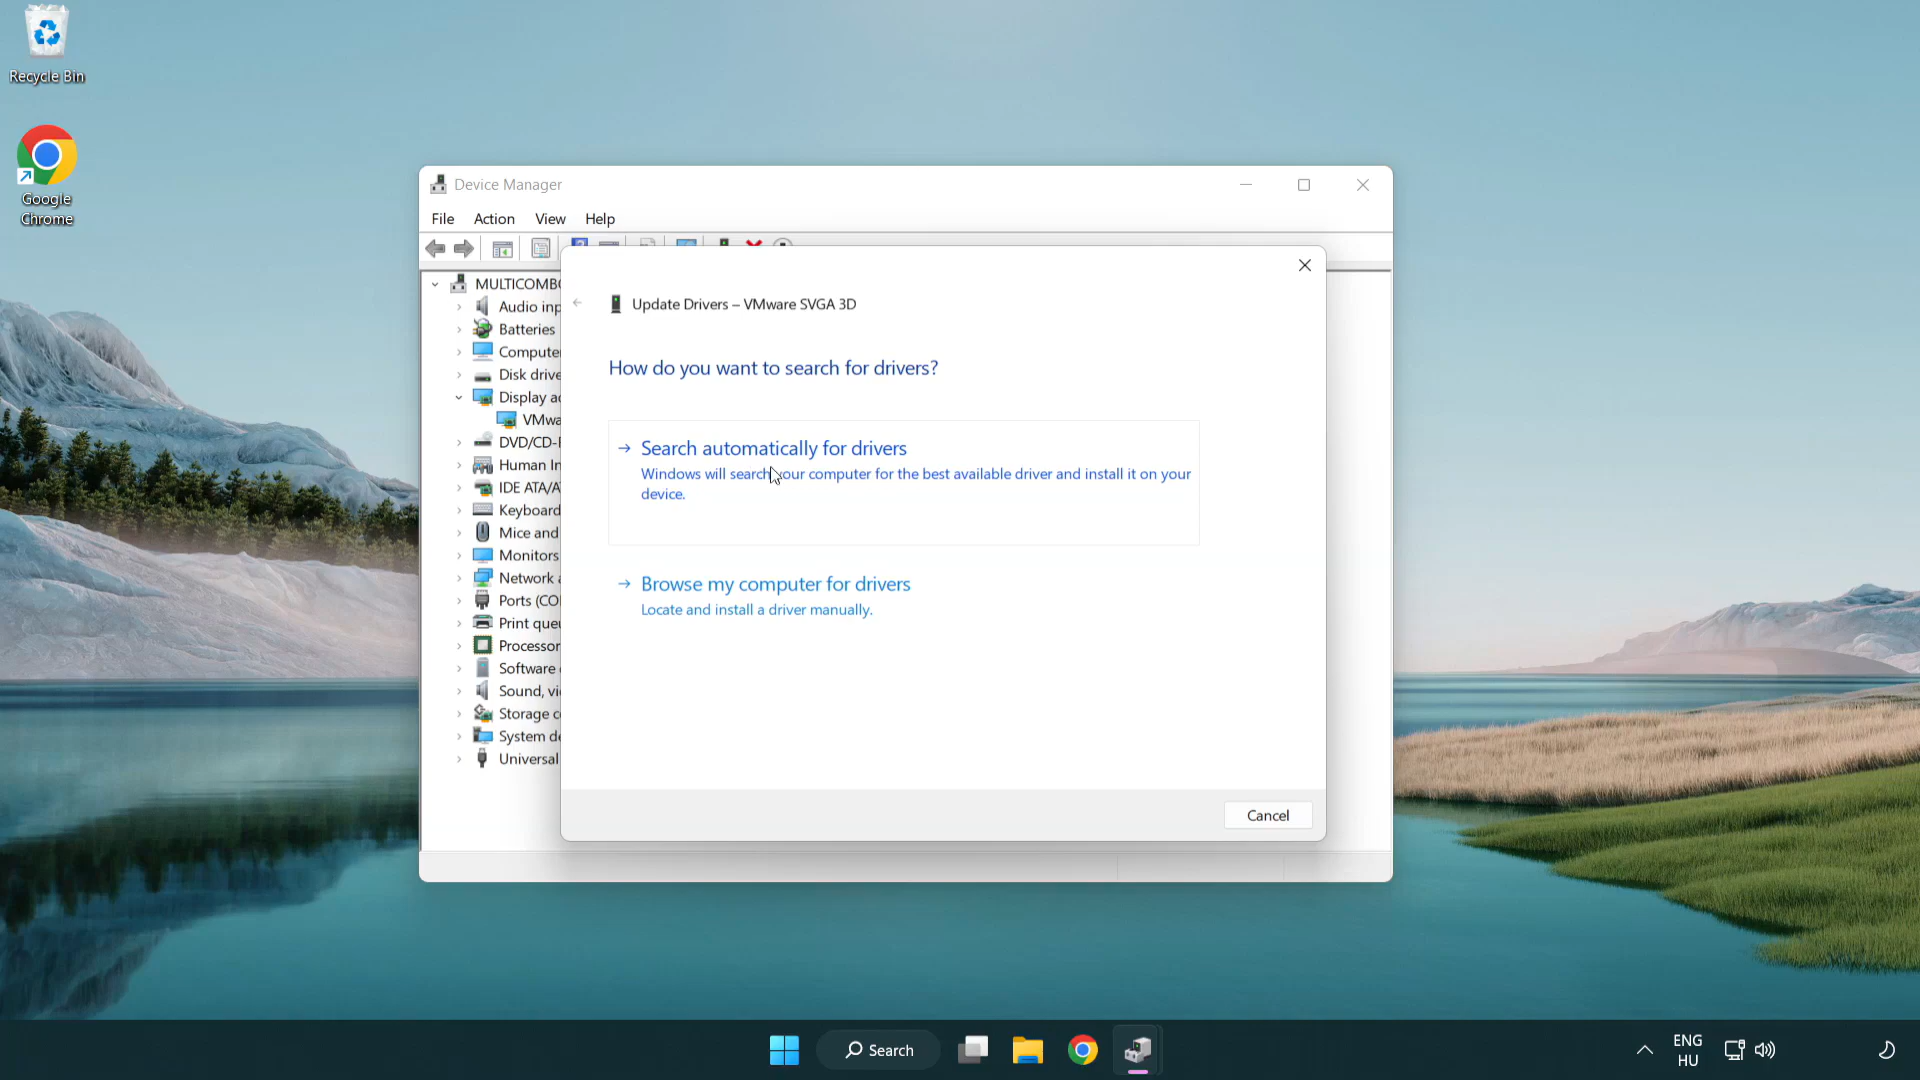 Recycle Bin
Google
Chrome
Device Manager
File Action View Help
MULTICOMB
Audio inp
Batteries
Compute
Disk drive
Display a
VMwa
DVD/CD-
Human In
IDE ATA/A
Keyboard
Mice and
Monitors
Network
Ports (CO
Print que
Processor
Software
Sound, vi
Storage c
System de
Universal
Update Drivers – VMware SVGA 3D
How do you want to search for drivers?
Search automatically for drivers
Windows will search your computer for the best available driver and install it on your
device.
Browse my computer for drivers
Locate and install a driver manually.
Cancel
Search
ENG
HU